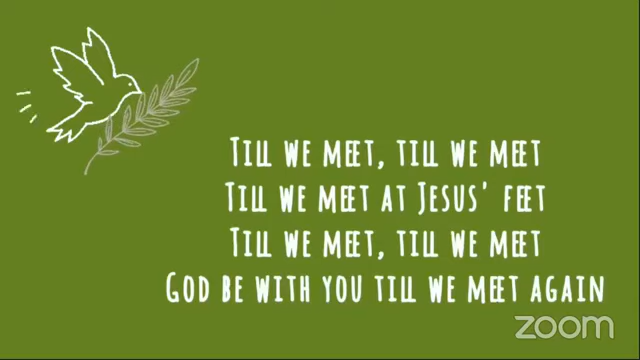 Till we meet, till we meet
Till we meet at Jesus' feet
Till we meet, till we meet
God be with you till we meet again
zoom